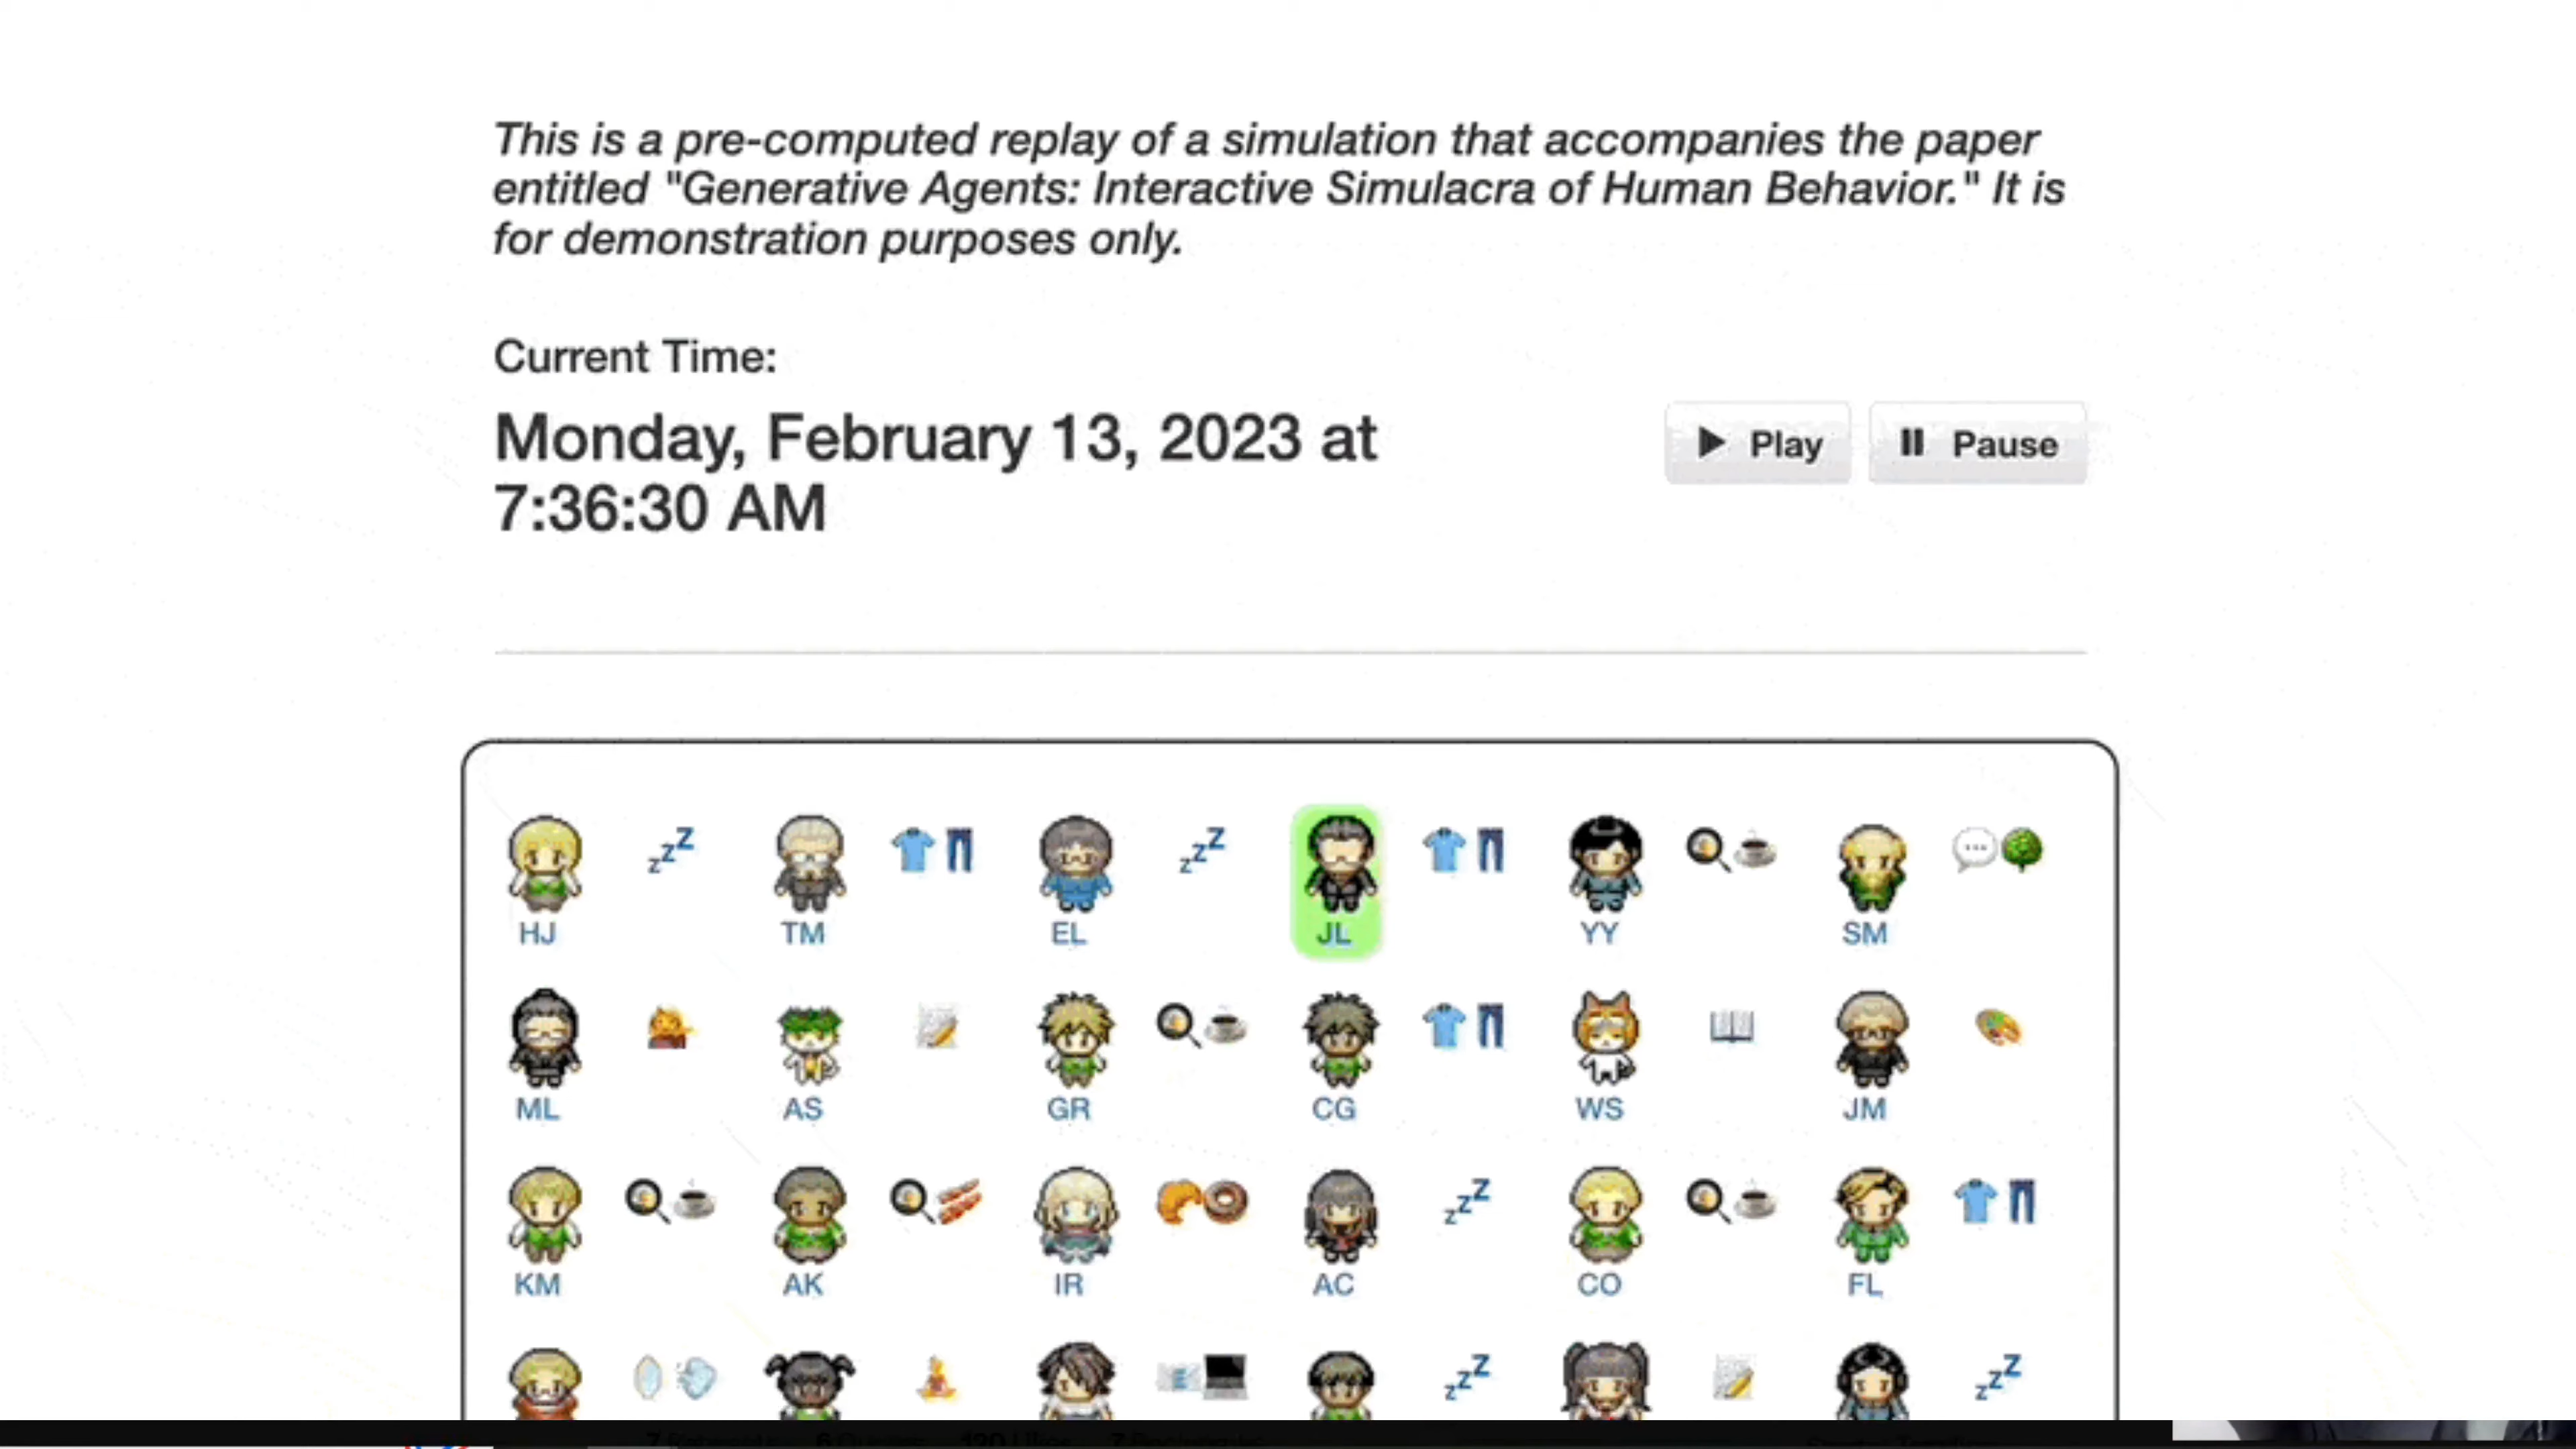 This is a pre-computed replay of a simulation that accompanies the paper
entitled "Generative Agents: Interactive Simulacra of Human Behavior." It is
for demonstration purposes only.
Current Time:
Monday, February 13, 2023 at
7:36:30 AM
Play
Pause
HJ
TM
EL
JL
YY
SM
ML
AS
GR
CG
WS
JM
KM
AK
IR
AC
CO
FL